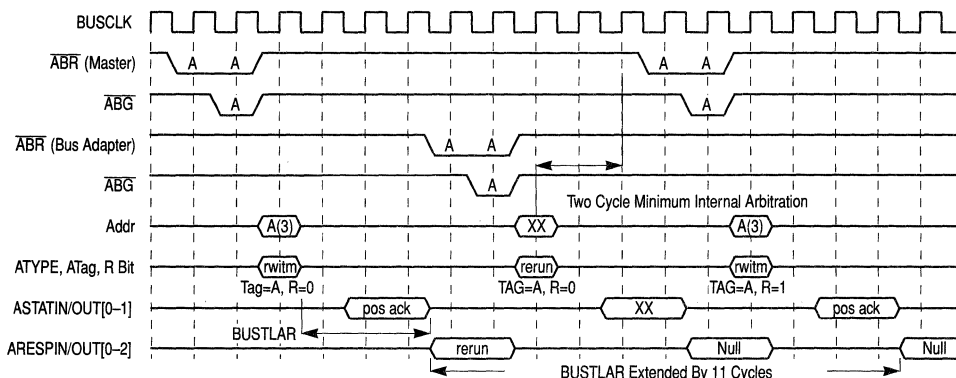 BUSCLK
ABR (Master) A A A A
ABG A A
ABR (Bus Adapter) A A
ABG A
Two Cycle Minimum Internal Arbitration
Addr A(3) XX A(3)
ATYPE, ATag, R Bit rwitm rerun rwitm
Tag=A, R=0 TAG=A, R=0 TAG=A, R=1
ASTATIN/OUT[0–1] pos ack XX pos ack
BUSTLAR
ARESPIN/OUT[0–2] rerun Null Null
BUSTLAR Extended By 11 Cycles